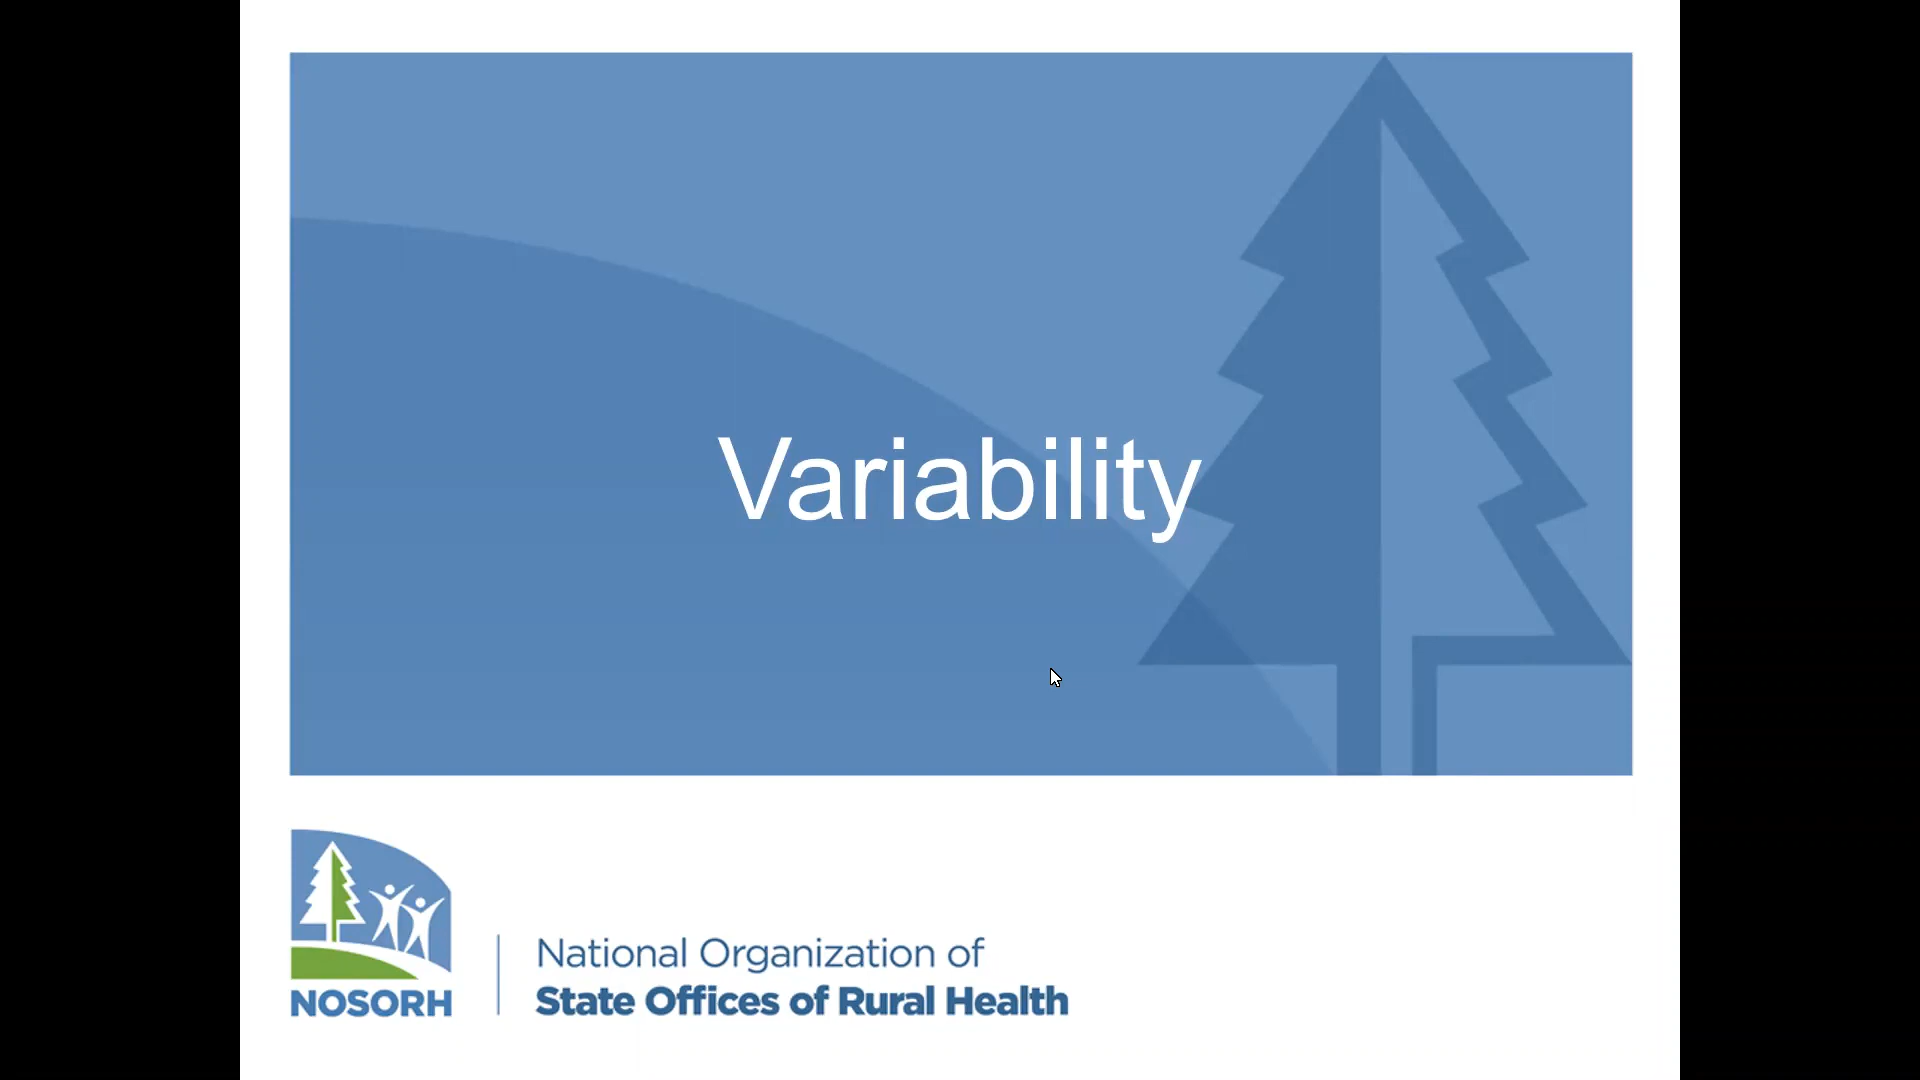 Variability
NOSORH
National Organization of
State Offices of Rural Health